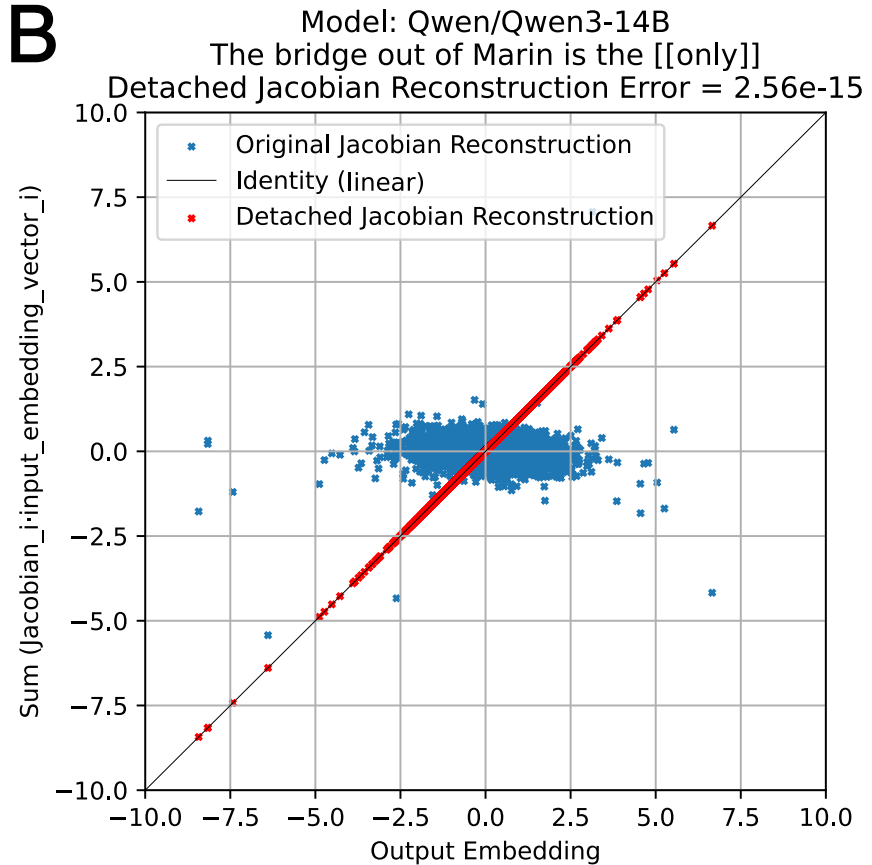 B
Model: Qwen/Qwen3-14B
The bridge out of Marin is the [[only]]
Detached Jacobian Reconstruction Error = 2.56e-15
Original Jacobian Reconstruction
Identity (linear)
Detached Jacobian Reconstruction
Sum (Jacobian_i·input_embedding_vector_i)
10.0
7.5
5.0
2.5
0.0
−2.5
−5.0
−7.5
−10.0
−10.0 −7.5 −5.0 −2.5 0.0 2.5 5.0 7.5 10.0
Output Embedding